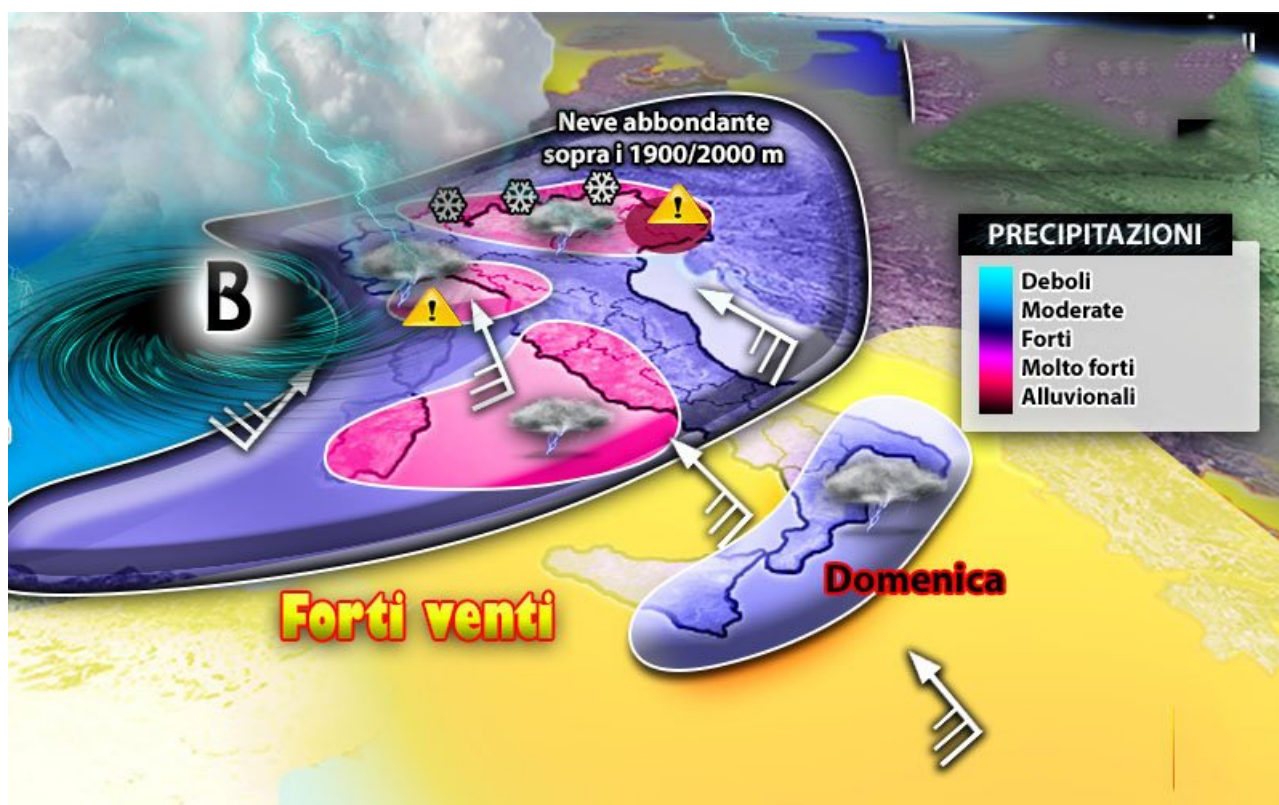 Neve abbondante
sopra i 1900/2000 m
B
PRECIPITAZIONI
Deboli
Moderate
Forti
Molto forti
Alluvionali
Domenica
Forti venti